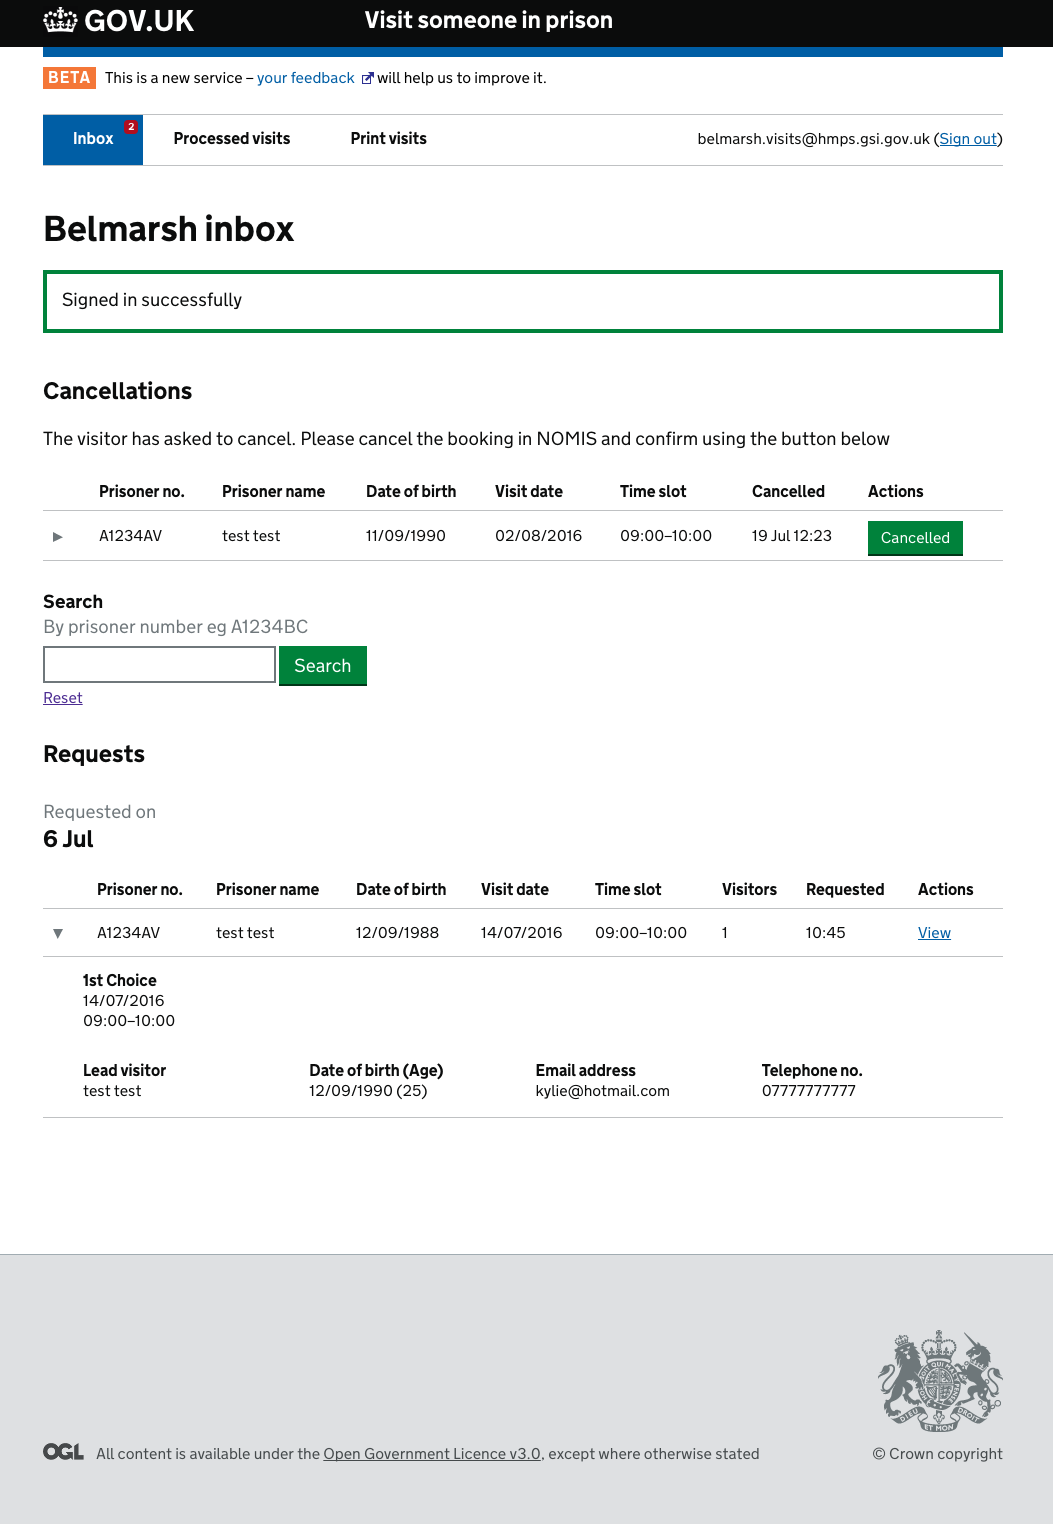 GOV.UK Visit someone in prison
BETA This is a new service – your feedback will help us to improve it.
Inbox 2 Processed visits Print visits belmarsh.visits@hmps.gsi.gov.uk (Sign out)
Belmarsh inbox
Signed in successfully
Cancellations
The visitor has asked to cancel. Please cancel the booking in NOMIS and confirm using the button below
Prisoner no. Prisoner name Date of birth Visit date Time slot Cancelled Actions
A1234AV test test 11/09/1990 02/08/2016 09:00–10:00 19 Jul 12:23 Cancelled
Search
By prisoner number eg A1234BC
Search
Reset
Requests
Requested on
6 Jul
Prisoner no. Prisoner name Date of birth Visit date Time slot Visitors Requested Actions
A1234AV test test 12/09/1988 14/07/2016 09:00–10:00 1 10:45 View
1st Choice
14/07/2016
09:00–10:00
Lead visitor Date of birth (Age) Email address Telephone no.
test test 12/09/1990 (25) kylie@hotmail.com 07777777777
DIEU ET MON DROIT
OGL All content is available under the Open Government Licence v3.0, except where otherwise stated © Crown copyright